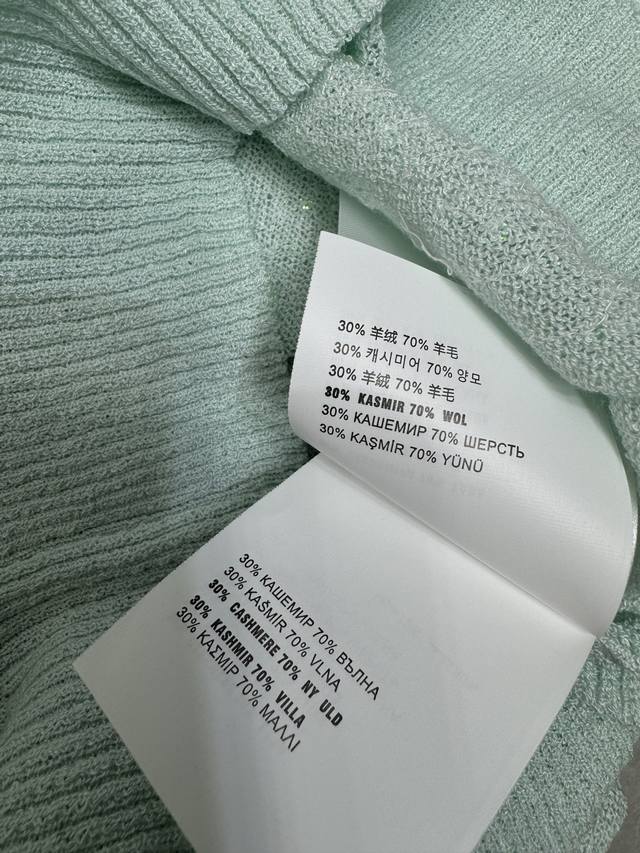 30% 羊绒 70% 羊毛
30% 캐시미어 70% 양모
30% 羊絨 70% 羊毛
30% KASMIR 70% WOL
30% КАШЕМИР 70% ШЕРСТЬ
30% KAŞMİR 70% YÜNÜ
30% КАШЕМИР 70% ВЪЛНА
30% KAŠMIR 70% VLNA
30% CASHMERE 70% NY ULD
30% KASHMIR 70% VILLA
30% ΚΑΣΜΙΡ 70% ΜΑΛΛΙ